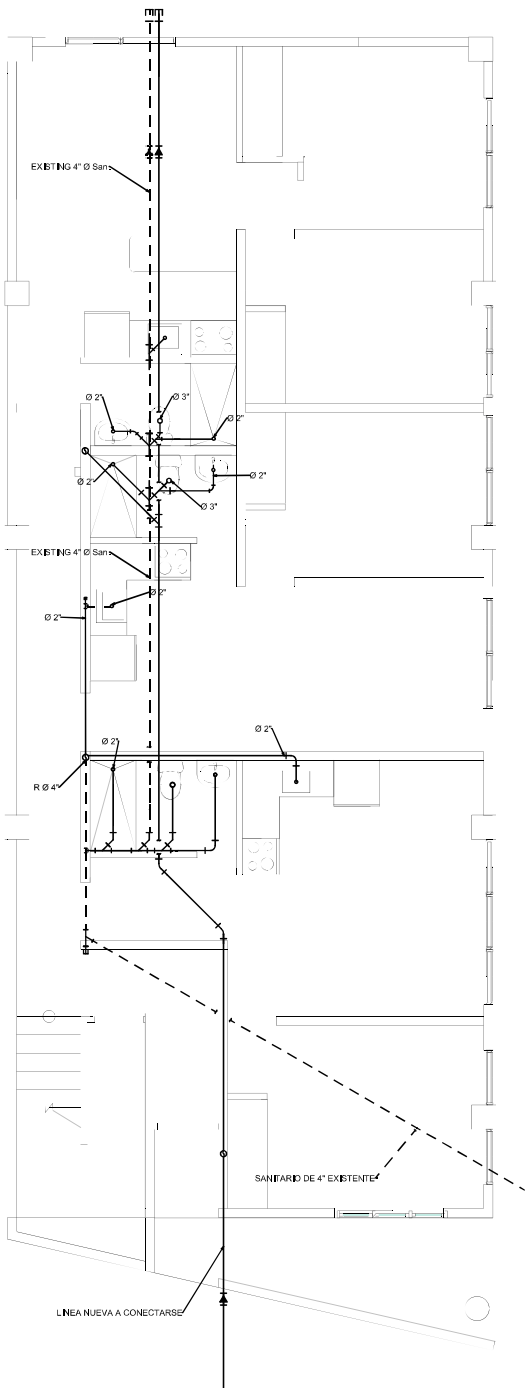 EXISTING 4" Ø San
Ø 2"
Ø 3"
Ø 2"
Ø 2"
Ø 2"
Ø 3"
EXISTING 4" Ø San
Ø 2"
Ø 2"
Ø 2"
Ø 2"
R Ø 4"
SANITARIO DE 4" EXISTENTE
LÍNEA NUEVA A CONECTARSE